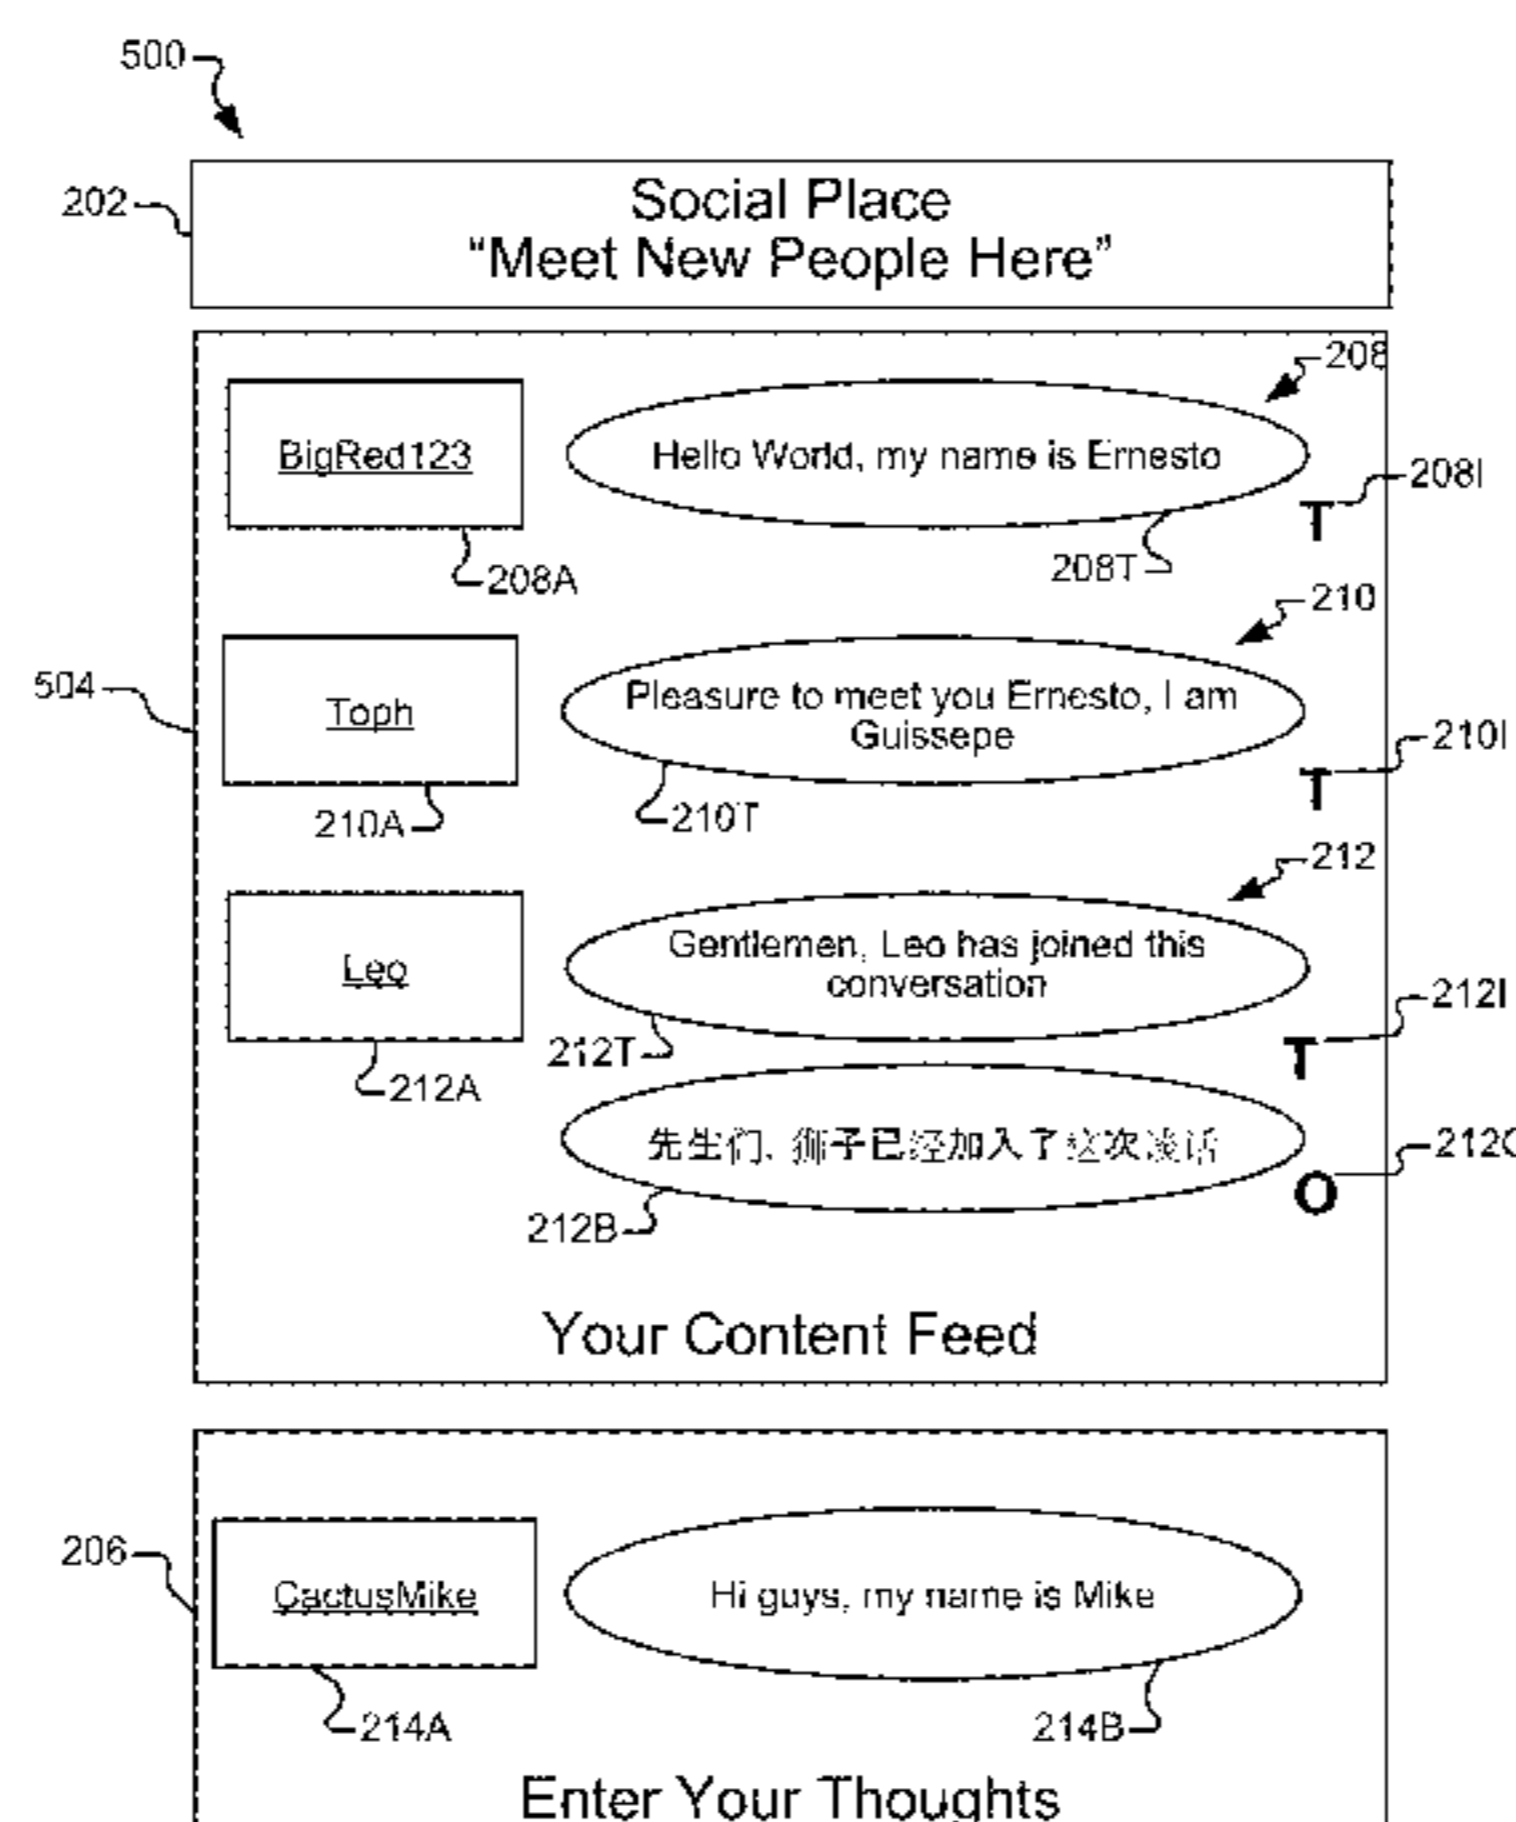 500
202
Social Place
“Meet New People Here”
208
BigRed123
Hello World, my name is Ernesto
208I
T
208A
208T
210
504
Toph
Pleasure to meet you Ernesto, I am
Guissepe
210I
T
210A
210T
212
Leo
Gentlemen, Leo has joined this
conversation
212I
T
212T
212A
先生们, 狮子已经加入了这次谈话
212O
O
212B
Your Content Feed
206
CactusMike
Hi guys, my name is Mike
214A
214B
Enter Your Thoughts